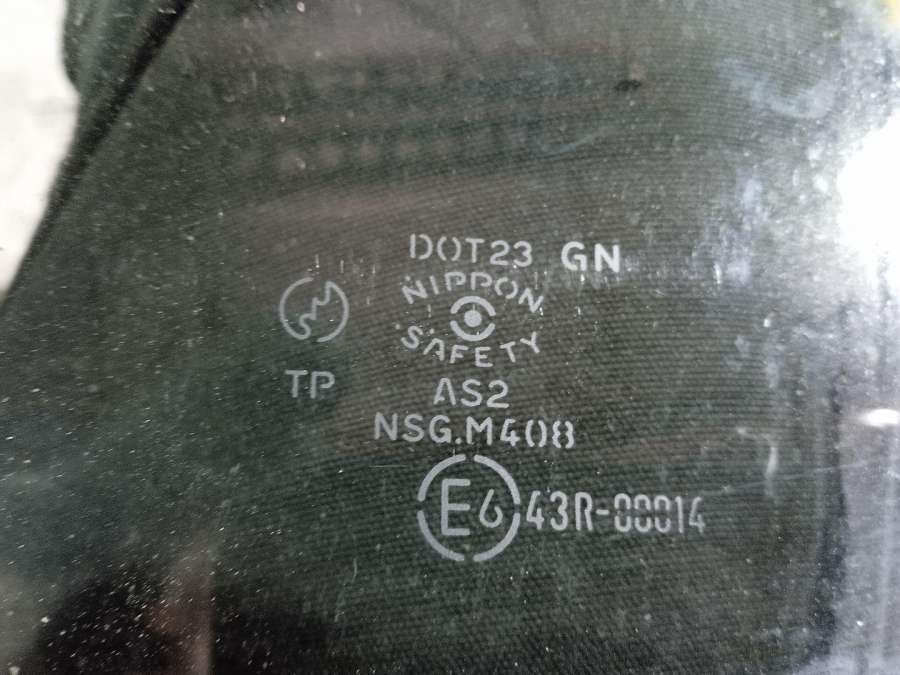 DOT23 GN
NIPPON
SAFETY
TP
AS2
NSG.M408
E6 43R-00014